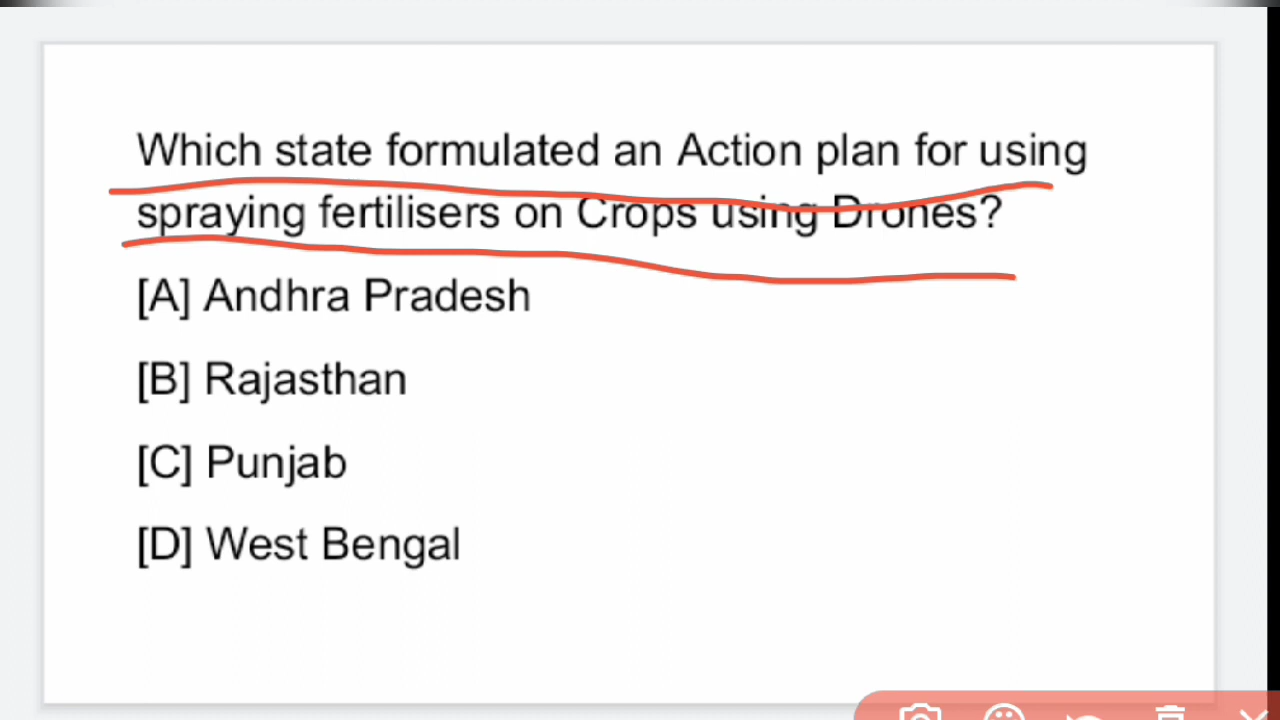 Which state formulated an Action plan for using
spraying fertilisers on Crops using Drones?
[A] Andhra Pradesh
[B] Rajasthan
[C] Punjab
[D] West Bengal